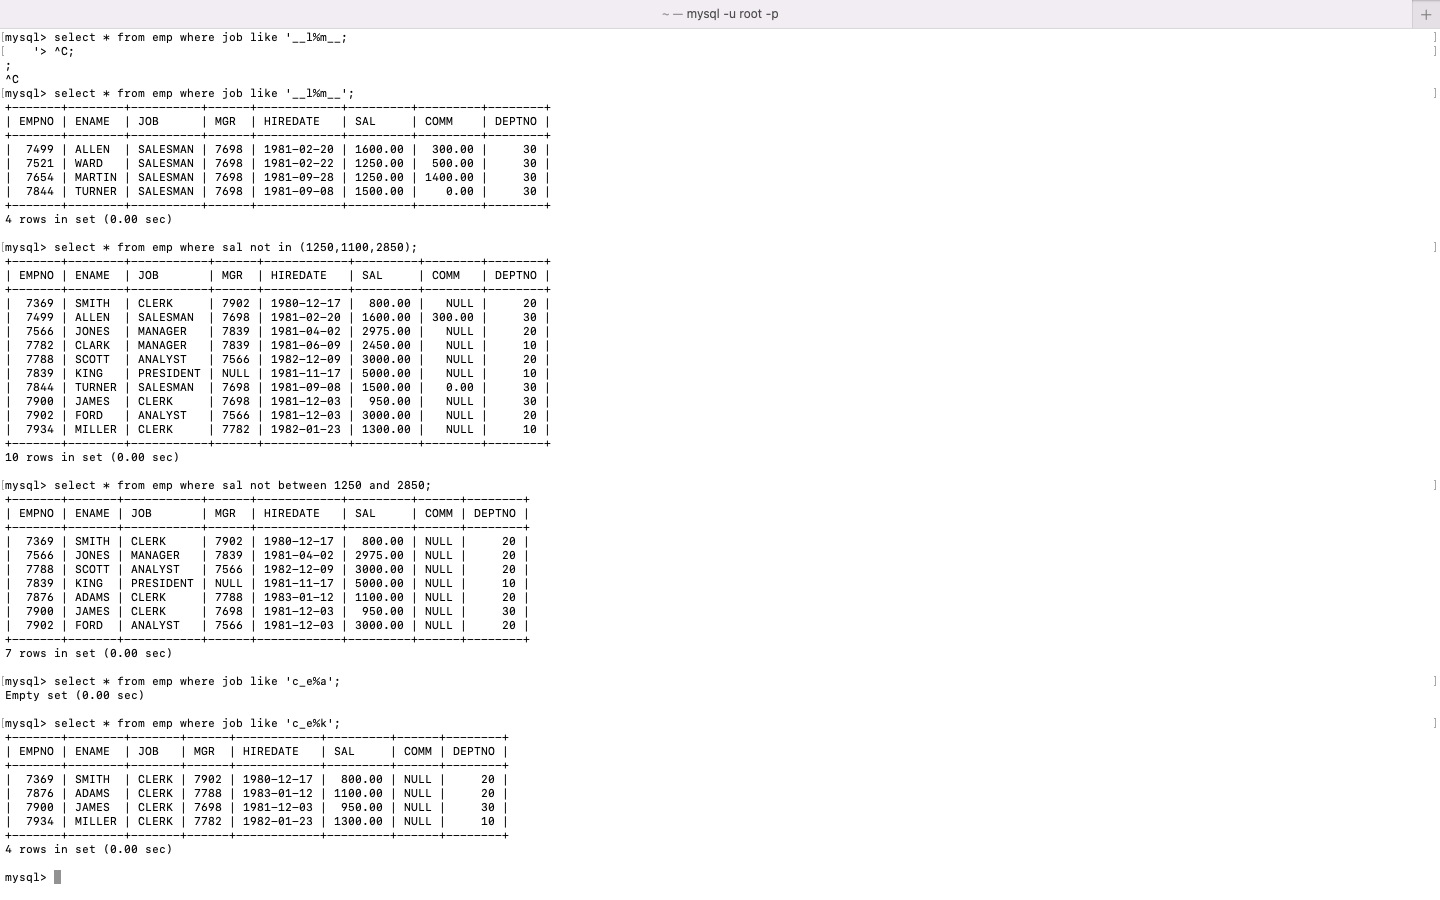 ~ — mysql -u root -p
+
[mysql> select * from emp where job like '__l%m__; ]
[    '> ^C; ]
;
^C
[mysql> select * from emp where job like '__l%m__'; ]
+-------+--------+----------+------+------------+---------+---------+--------+
| EMPNO | ENAME  | JOB      | MGR  | HIREDATE   | SAL     | COMM    | DEPTNO |
+-------+--------+----------+------+------------+---------+---------+--------+
|  7499 | ALLEN  | SALESMAN | 7698 | 1981-02-20 | 1600.00 |  300.00 |     30 |
|  7521 | WARD   | SALESMAN | 7698 | 1981-02-22 | 1250.00 |  500.00 |     30 |
|  7654 | MARTIN | SALESMAN | 7698 | 1981-09-28 | 1250.00 | 1400.00 |     30 |
|  7844 | TURNER | SALESMAN | 7698 | 1981-09-08 | 1500.00 |    0.00 |     30 |
+-------+--------+----------+------+------------+---------+---------+--------+
4 rows in set (0.00 sec)
[mysql> select * from emp where sal not in (1250,1100,2850); ]
+-------+--------+-----------+------+------------+---------+--------+--------+
| EMPNO | ENAME  | JOB       | MGR  | HIREDATE   | SAL     | COMM   | DEPTNO |
+-------+--------+-----------+------+------------+---------+--------+--------+
|  7369 | SMITH  | CLERK     | 7902 | 1980-12-17 |  800.00 |   NULL |     20 |
|  7499 | ALLEN  | SALESMAN  | 7698 | 1981-02-20 | 1600.00 | 300.00 |     30 |
|  7566 | JONES  | MANAGER   | 7839 | 1981-04-02 | 2975.00 |   NULL |     20 |
|  7782 | CLARK  | MANAGER   | 7839 | 1981-06-09 | 2450.00 |   NULL |     10 |
|  7788 | SCOTT  | ANALYST   | 7566 | 1982-12-09 | 3000.00 |   NULL |     20 |
|  7839 | KING   | PRESIDENT | NULL | 1981-11-17 | 5000.00 |   NULL |     10 |
|  7844 | TURNER | SALESMAN  | 7698 | 1981-09-08 | 1500.00 |   0.00 |     30 |
|  7900 | JAMES  | CLERK     | 7698 | 1981-12-03 |  950.00 |   NULL |     30 |
|  7902 | FORD   | ANALYST   | 7566 | 1981-12-03 | 3000.00 |   NULL |     20 |
|  7934 | MILLER | CLERK     | 7782 | 1982-01-23 | 1300.00 |   NULL |     10 |
+-------+--------+-----------+------+------------+---------+--------+--------+
10 rows in set (0.00 sec)
[mysql> select * from emp where sal not between 1250 and 2850; ]
+-------+-------+-----------+------+------------+---------+------+--------+
| EMPNO | ENAME | JOB       | MGR  | HIREDATE   | SAL     | COMM | DEPTNO |
+-------+-------+-----------+------+------------+---------+------+--------+
|  7369 | SMITH | CLERK     | 7902 | 1980-12-17 |  800.00 | NULL |     20 |
|  7566 | JONES | MANAGER   | 7839 | 1981-04-02 | 2975.00 | NULL |     20 |
|  7788 | SCOTT | ANALYST   | 7566 | 1982-12-09 | 3000.00 | NULL |     20 |
|  7839 | KING  | PRESIDENT | NULL | 1981-11-17 | 5000.00 | NULL |     10 |
|  7876 | ADAMS | CLERK     | 7788 | 1983-01-12 | 1100.00 | NULL |     20 |
|  7900 | JAMES | CLERK     | 7698 | 1981-12-03 |  950.00 | NULL |     30 |
|  7902 | FORD  | ANALYST   | 7566 | 1981-12-03 | 3000.00 | NULL |     20 |
+-------+-------+-----------+------+------------+---------+------+--------+
7 rows in set (0.00 sec)
[mysql> select * from emp where job like 'c_e%a'; ]
Empty set (0.00 sec)
[mysql> select * from emp where job like 'c_e%k'; ]
+-------+--------+-------+------+------------+---------+------+--------+
| EMPNO | ENAME  | JOB   | MGR  | HIREDATE   | SAL     | COMM | DEPTNO |
+-------+--------+-------+------+------------+---------+------+--------+
|  7369 | SMITH  | CLERK | 7902 | 1980-12-17 |  800.00 | NULL |     20 |
|  7876 | ADAMS  | CLERK | 7788 | 1983-01-12 | 1100.00 | NULL |     20 |
|  7900 | JAMES  | CLERK | 7698 | 1981-12-03 |  950.00 | NULL |     30 |
|  7934 | MILLER | CLERK | 7782 | 1982-01-23 | 1300.00 | NULL |     10 |
+-------+--------+-------+------+------------+---------+------+--------+
4 rows in set (0.00 sec)
mysql>